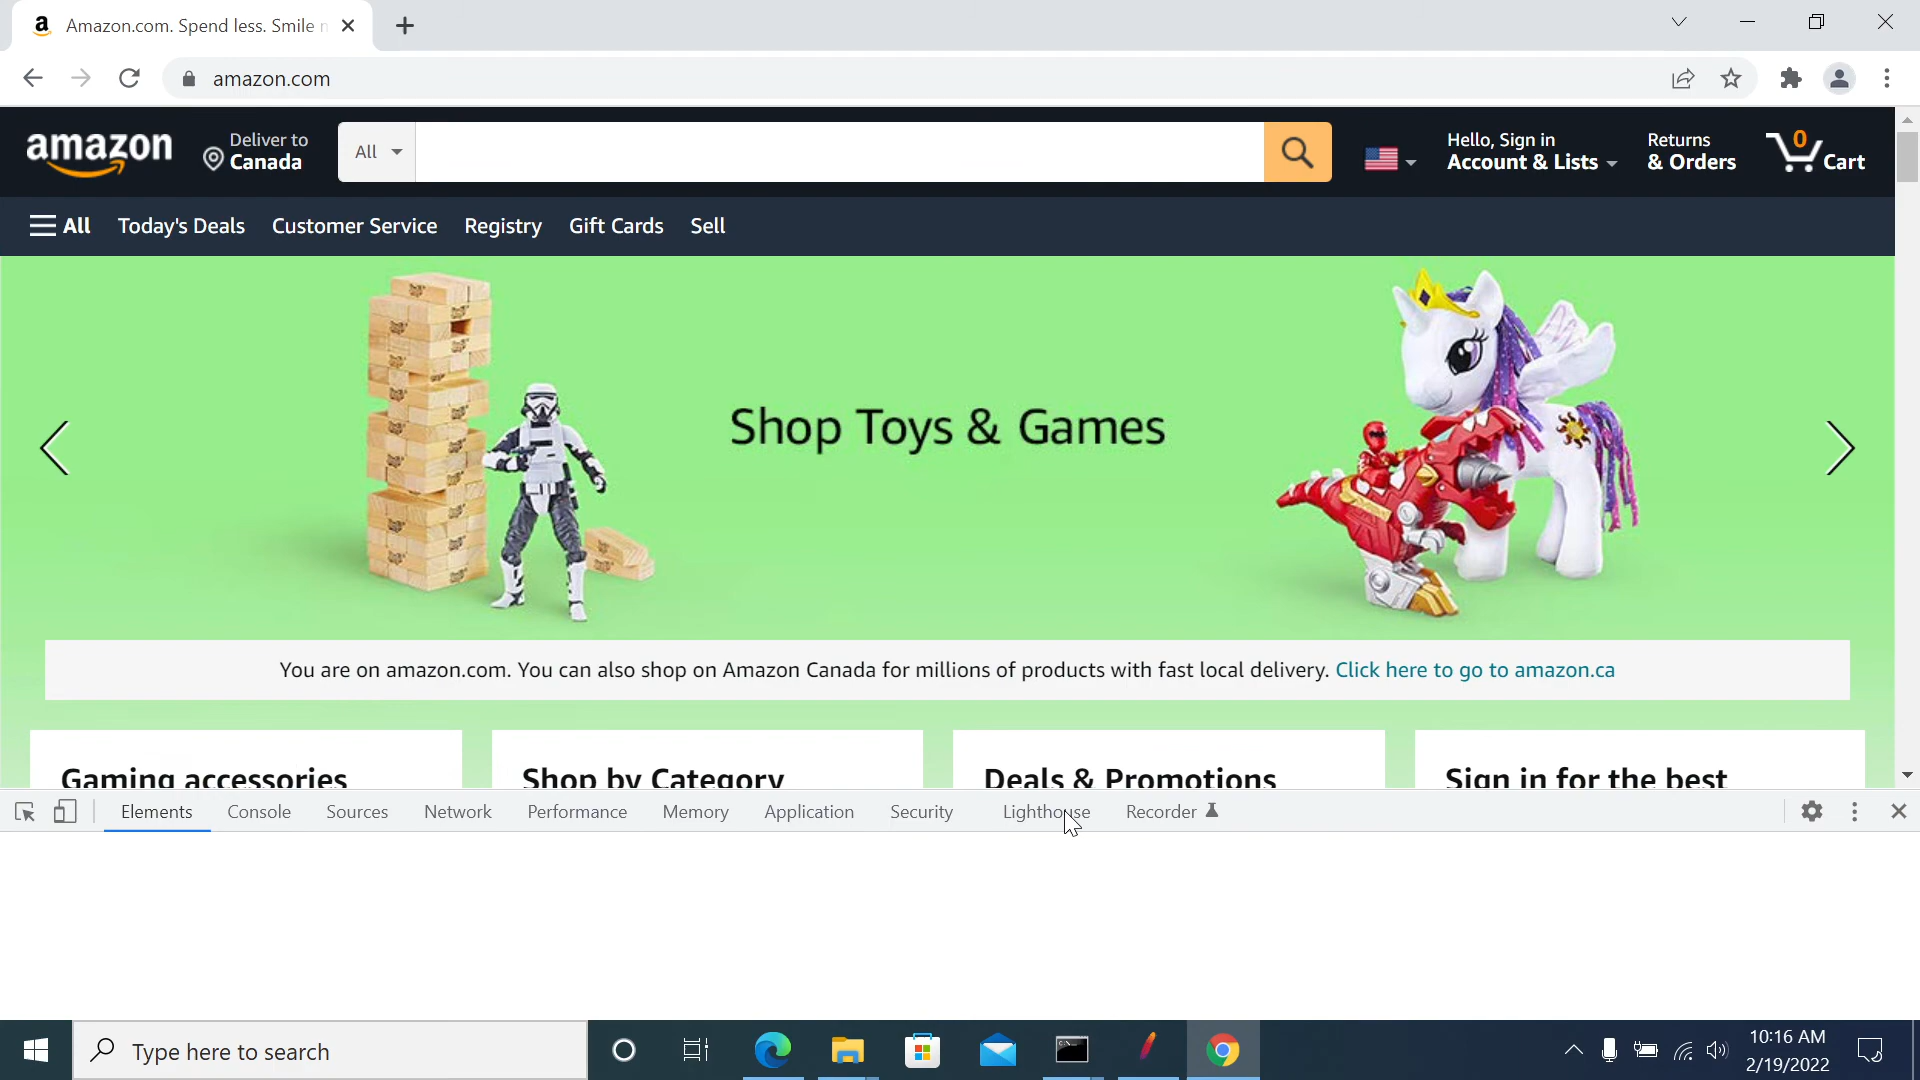 Amazon.com. Spend less. Smile m
amazon.com
amazon
Deliver to
Canada
All
Hello, Sign in
Account & Lists
Returns
& Orders
0
Cart
All
Today's Deals
Customer Service
Registry
Gift Cards
Sell
Shop Toys & Games
You are on amazon.com. You can also shop on Amazon Canada for millions of products with fast local delivery. Click here to go to amazon.ca
Gaming accessories
Shop by Category
Deals & Promotions
Sign in for the best
Elements
Console
Sources
Network
Performance
Memory
Application
Security
Lighthouse
Recorder
Type here to search
10:16 AM
2/19/2022